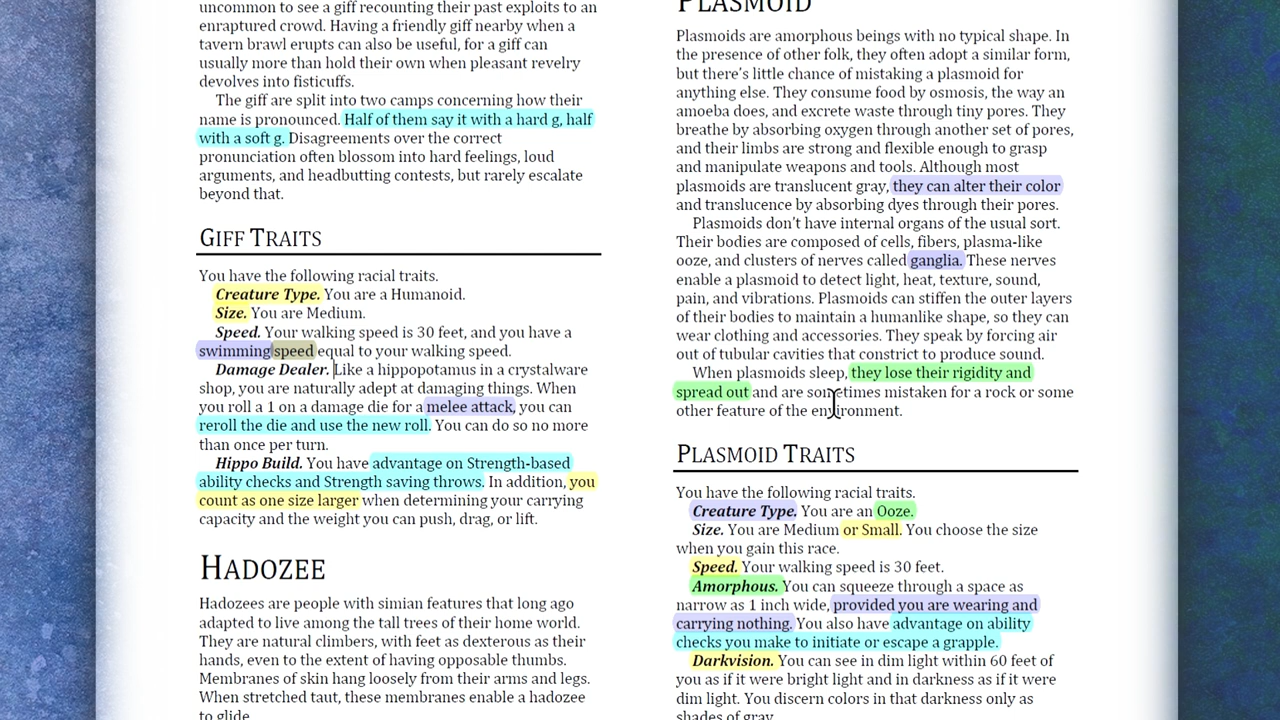 uncommon to see a giff recounting their past exploits to an
enraptured crowd. Having a friendly giff nearby when a
tavern brawl erupts can also be useful, for a giff can
usually more than hold their own when pleasant revelry
devolves into fisticuffs.
The giff are split into two camps concerning how their
name is pronounced. Half of them say it with a hard g, half
with a soft g. Disagreements over the correct
pronunciation often blossom into hard feelings, loud
arguments, and headbutting contests, but rarely escalate
beyond that.
GIFF TRAITS
You have the following racial traits.
Creature Type. You are a Humanoid.
Size. You are Medium.
Speed. Your walking speed is 30 feet, and you have a
swimming speed equal to your walking speed.
Damage Dealer. Like a hippopotamus in a crystalware
shop, you are naturally adept at damaging things. When
you roll a 1 on a damage die for a melee attack, you can
reroll the die and use the new roll. You can do so no more
than once per turn.
Hippo Build. You have advantage on Strength-based
ability checks and Strength saving throws. In addition, you
count as one size larger when determining your carrying
capacity and the weight you can push, drag, or lift.
HADOZEE
Hadozees are people with simian features that long ago
adapted to live among the tall trees of their home world.
They are natural climbers, with feet as dexterous as their
hands, even to the extent of having opposable thumbs.
Membranes of skin hang loosely from their arms and legs.
When stretched taut, these membranes enable a hadozee
to glide
PLASMOID
Plasmoids are amorphous beings with no typical shape. In
the presence of other folk, they often adopt a similar form,
but there's little chance of mistaking a plasmoid for
anything else. They consume food by osmosis, the way an
amoeba does, and excrete waste through tiny pores. They
breathe by absorbing oxygen through another set of pores,
and their limbs are strong and flexible enough to grasp
and manipulate weapons and tools. Although most
plasmoids are translucent gray, they can alter their color
and translucence by absorbing dyes through their pores.
Plasmoids don't have internal organs of the usual sort.
Their bodies are composed of cells, fibers, plasma-like
ooze, and clusters of nerves called ganglia. These nerves
enable a plasmoid to detect light, heat, texture, sound,
pain, and vibrations. Plasmoids can stiffen the outer layers
of their bodies to maintain a humanlike shape, so they can
wear clothing and accessories. They speak by forcing air
out of tubular cavities that constrict to produce sound.
When plasmoids sleep, they lose their rigidity and
spread out and are sometimes mistaken for a rock or some
other feature of the environment.
PLASMOID TRAITS
You have the following racial traits.
Creature Type. You are an Ooze.
Size. You are Medium or Small. You choose the size
when you gain this race.
Speed. Your walking speed is 30 feet.
Amorphous. You can squeeze through a space as
narrow as 1 inch wide, provided you are wearing and
carrying nothing. You also have advantage on ability
checks you make to initiate or escape a grapple.
Darkvision. You can see in dim light within 60 feet of
you as if it were bright light and in darkness as if it were
dim light. You discern colors in that darkness only as
shades of gray.